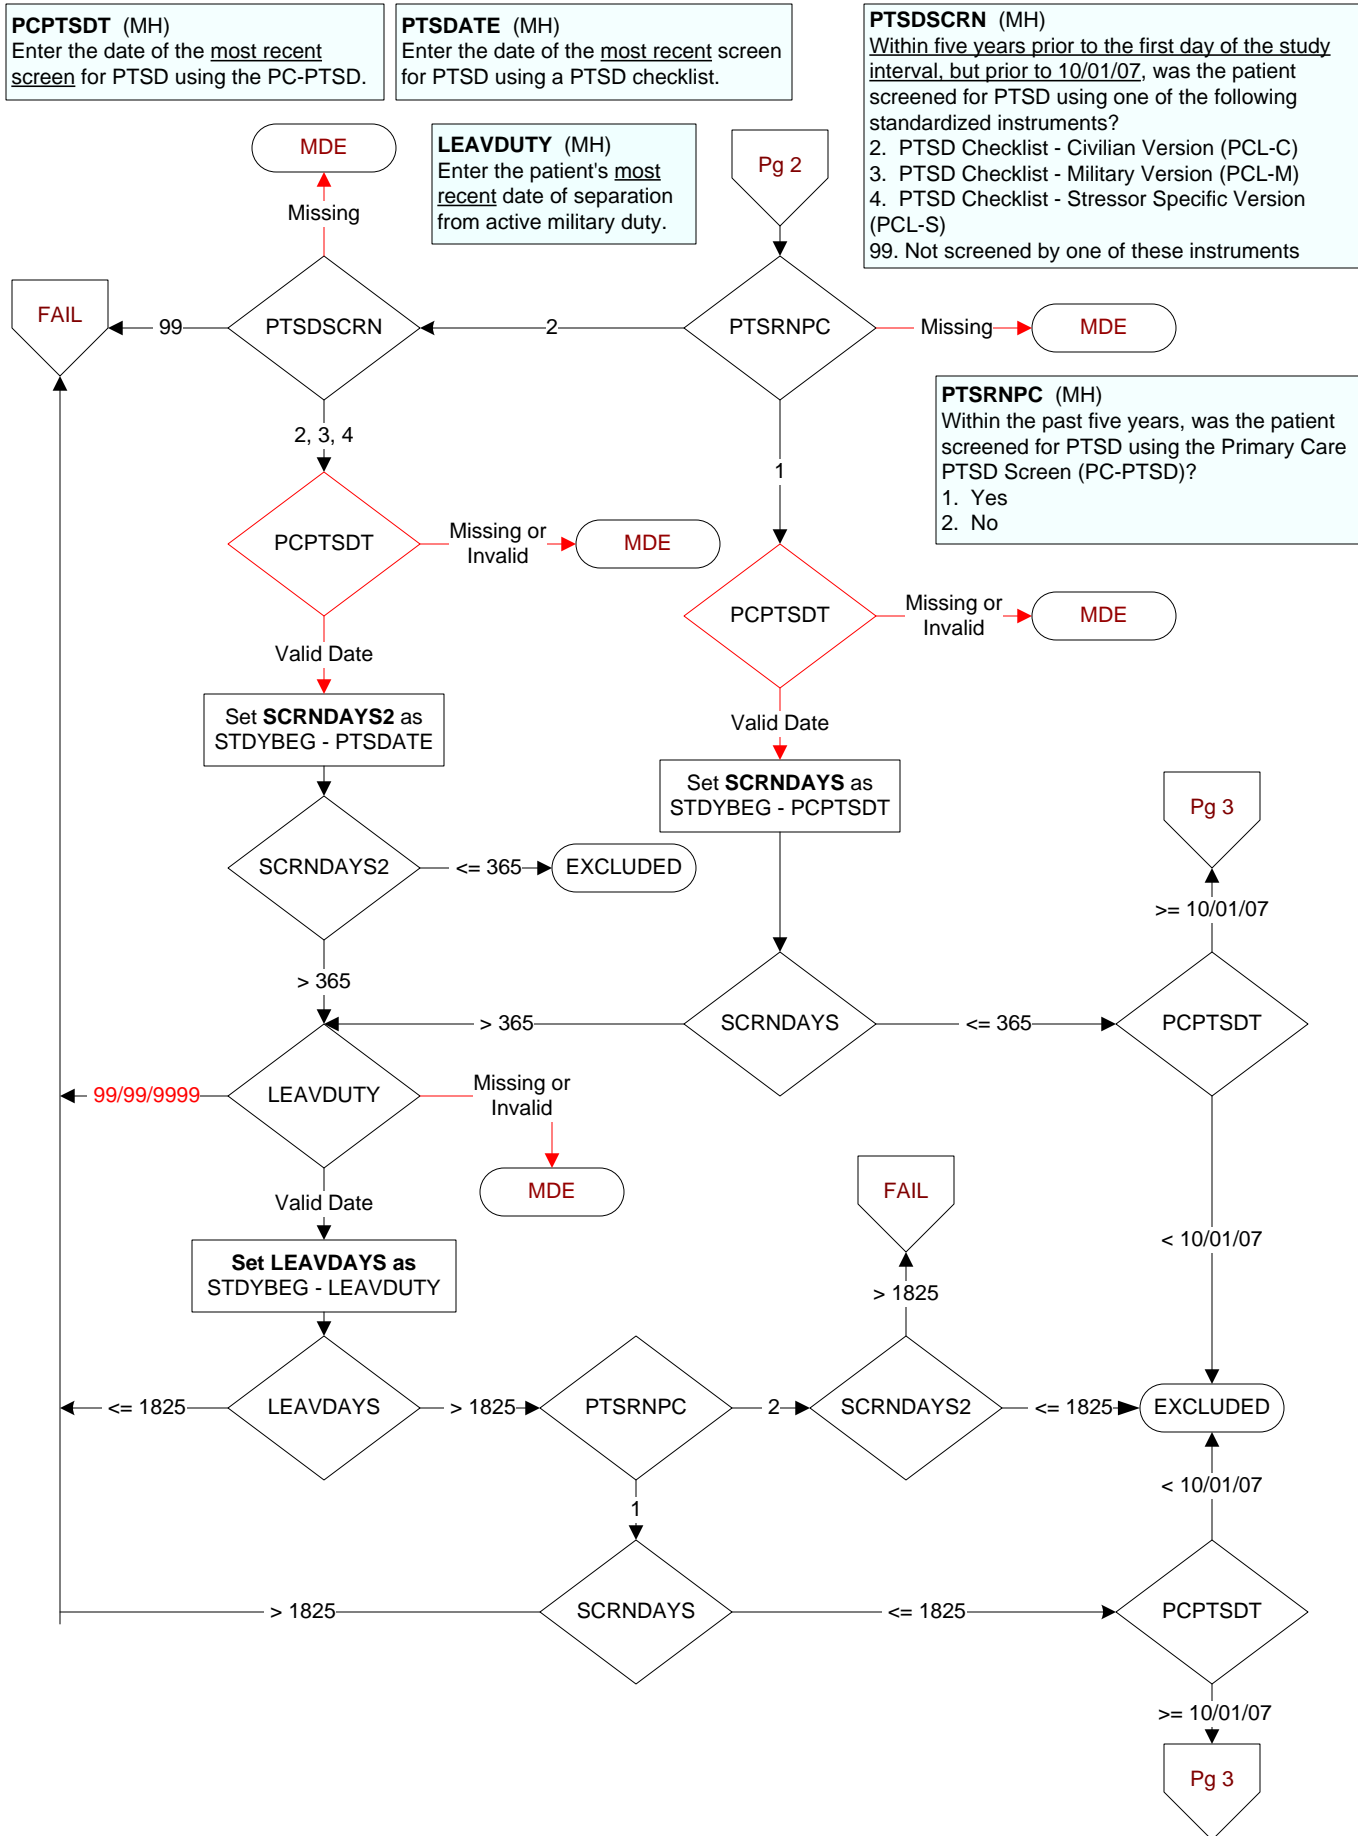 PCPTSDT (MH)
Enter the date of the most recent
screen for PTSD using the PC-PTSD.
PTSDATE (MH)
Enter the date of the most recent screen
for PTSD using a PTSD checklist.
PTSDSCRN (MH)
Within five years prior to the first day of the study
interval, but prior to 10/01/07, was the patient
screened for PTSD using one of the following
standardized instruments?
2. PTSD Checklist - Civilian Version (PCL-C)
3. PTSD Checklist - Military Version (PCL-M)
4. PTSD Checklist - Stressor Specific Version
(PCL-S)
99. Not screened by one of these instruments
MDE
LEAVDUTY (MH)
Enter the patient's most
recent date of separation
from active military duty.
Pg 2
Missing
FAIL
99
PTSDSCRN
2
PTSRNPC
Missing
MDE
PTSRNPC (MH)
Within the past five years, was the patient
screened for PTSD using the Primary Care
PTSD Screen (PC-PTSD)?
1. Yes
2. No
2, 3, 4
1
PCPTSDT
Missing or
Invalid
MDE
PCPTSDT
Missing or
Invalid
MDE
Valid Date
Set SCRNDAYS2 as
STDYBEG - PTSDATE
Valid Date
Set SCRNDAYS as
STDYBEG - PCPTSDT
Pg 3
SCRNDAYS2
<= 365
EXCLUDED
>= 10/01/07
> 365
> 365
SCRNDAYS
<= 365
PCPTSDT
99/99/9999
LEAVDUTY
Missing or
Invalid
MDE
Valid Date
FAIL
Set LEAVDAYS as
STDYBEG - LEAVDUTY
< 10/01/07
> 1825
<= 1825
LEAVDAYS
> 1825
PTSRNPC
2
SCRNDAYS2
<= 1825
EXCLUDED
< 10/01/07
1
> 1825
SCRNDAYS
<= 1825
PCPTSDT
>= 10/01/07
Pg 3